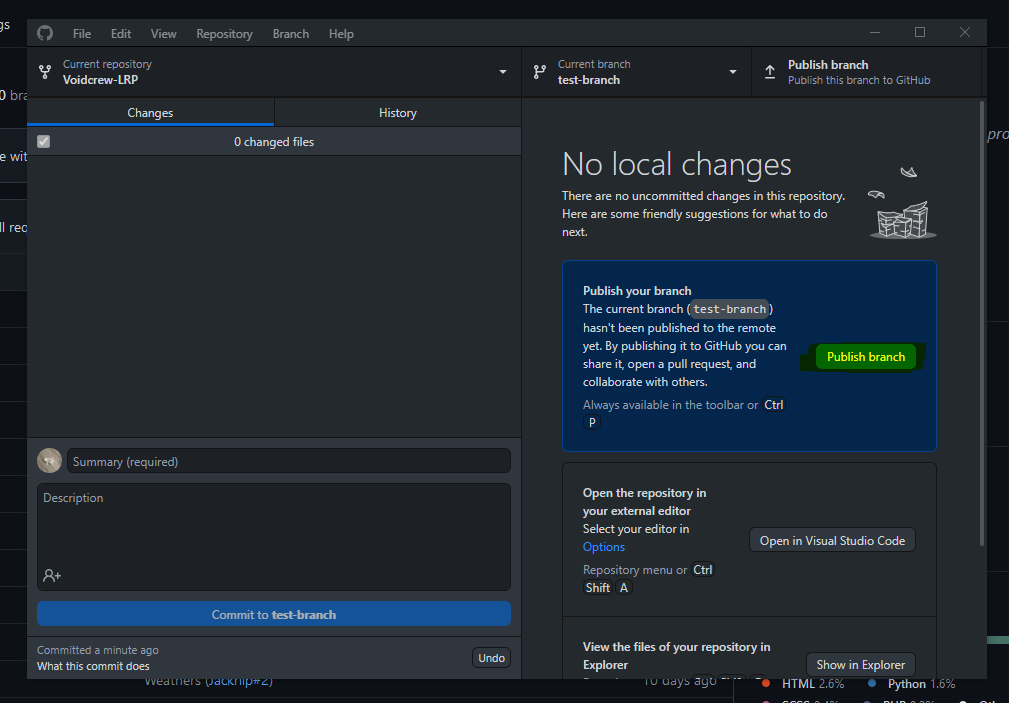 gs
File Edit View Repository Branch Help
Current repository
Voidcrew-LRP
Current branch
test-branch
Publish branch
Publish this branch to GitHub
0 bra
Changes
History
0 changed files
pro
e wit
No local changes
There are no uncommitted changes in this repository.
Here are some friendly suggestions for what to do
next.
ll req
Publish your branch
The current branch (test-branch)
hasn't been published to the remote
yet. By publishing it to GitHub you can
share it, open a pull request, and
collaborate with others.
Always available in the toolbar or Ctrl
P
Publish branch
Summary (required)
Description
Open the repository in
your external editor
Select your editor in
Options
Repository menu or Ctrl
Shift A
Open in Visual Studio Code
Commit to test-branch
Committed a minute ago
What this commit does
Undo
View the files of your repository in
Explorer
Show in Explorer
Weathers (Jackhip#2)
10 days ago
HTML 2.6% Python 1.6%